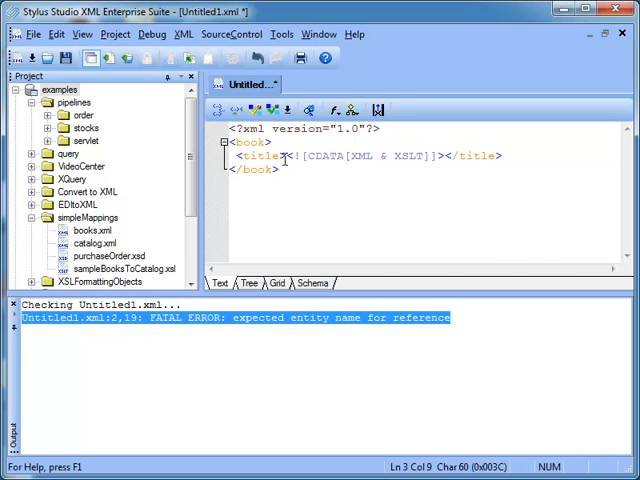 Stylus Studio XML Enterprise Suite - [Untitled1.xml *]
File Edit View Project Debug XML SourceControl Tools Window Help
Project
Untitled...*
examples
pipelines
order
stocks
servlet
query
VideoCenter
XQuery
Convert to XML
EDItoXML
simpleMappings
books.xml
catalog.xml
purchaseOrder.xsd
sampleBooksToCatalog.xsl
XSLFormattingObjects
<?xml version="1.0"?>
<book>
<title><![CDATA[XML & XSLT]]></title>
</book>
Text Tree Grid Schema
Checking Untitled1.xml...
Untitled1.xml:2,19: FATAL ERROR: expected entity name for reference
Output
For Help, press F1
Ln 3 Col 9 Char 60 (0x003C)
NUM